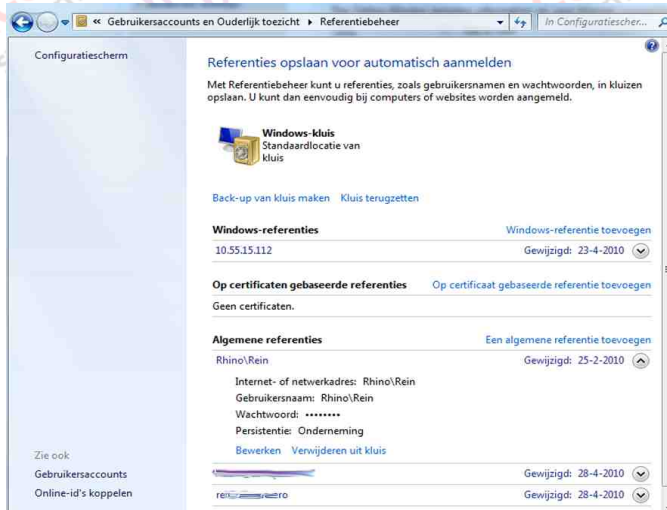 « Gebruikersaccounts en Ouderlijk toezicht ▸ Referentiebeheer
In Configuratiescher...
Configuratiescherm
Referenties opslaan voor automatisch aanmelden
Met Referentiebeheer kunt u referenties, zoals gebruikersnamen en wachtwoorden, in kluizen
opslaan. U kunt dan eenvoudig bij computers of websites worden aangemeld.
Windows-kluis
Standaardlocatie van
kluis
Back-up van kluis maken Kluis terugzetten
Windows-referenties Windows-referentie toevoegen
10.55.15.112 Gewijzigd: 23-4-2010
Op certificaten gebaseerde referenties Op certificaat gebaseerde referentie toevoegen
Geen certificaten.
Algemene referenties Een algemene referentie toevoegen
Rhino\Rein Gewijzigd: 25-2-2010
Internet- of netwerkadres: Rhino\Rein
Gebruikersnaam: Rhino\Rein
Wachtwoord: ••••••••
Persistentie: Onderneming
Bewerken Verwijderen uit kluis
Gewijzigd: 28-4-2010
Gewijzigd: 28-4-2010
Zie ook
Gebruikersaccounts
Online-id's koppelen